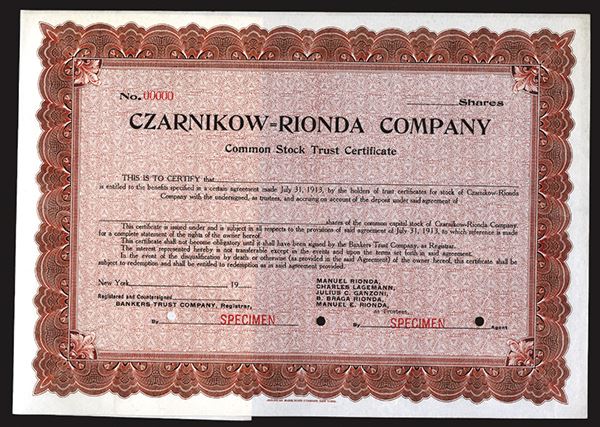 No. 00000 Shares
CZARNIKOW=RIONDA COMPANY
Common Stock Trust Certificate
THIS IS TO CERTIFY that
is entitled to the benefits specified in a certain agreement made July 31, 1913, by the holders of trust certificates for stock of Czarnikow-Rionda
Company with the undersigned, as trustees, and accruing on account of the deposit under said agreement of
shares of the common capital stock of Czarnikow-Rionda Company.
This certificate is issued under and is subject in all respects to the provisions of said agreement of July 31, 1913, to which reference is made
for a complete statement of the rights of the owner hereof.
This certificate shall not become obligatory until it shall have been signed by the Bankers Trust Company, as Registrar.
The interest represented hereby is not transferable except in the events and upon the terms set forth in said agreement.
In the event of the disqualification by death or otherwise (as provided in the said Agreement) of the owner hereof, this certificate shall be
subject to redemption and shall be entitled to redemption as in said agreement provided.
New York, 19
MANUEL RIONDA,
CHARLES LAGEMANN,
JULIUS C. GANZONI,
B. BRAGA RIONDA,
MANUEL E. RIONDA,
as Trustees,
Registered and Countersigned
BANKERS TRUST COMPANY, Registrar,
By SPECIMEN By SPECIMEN Agent